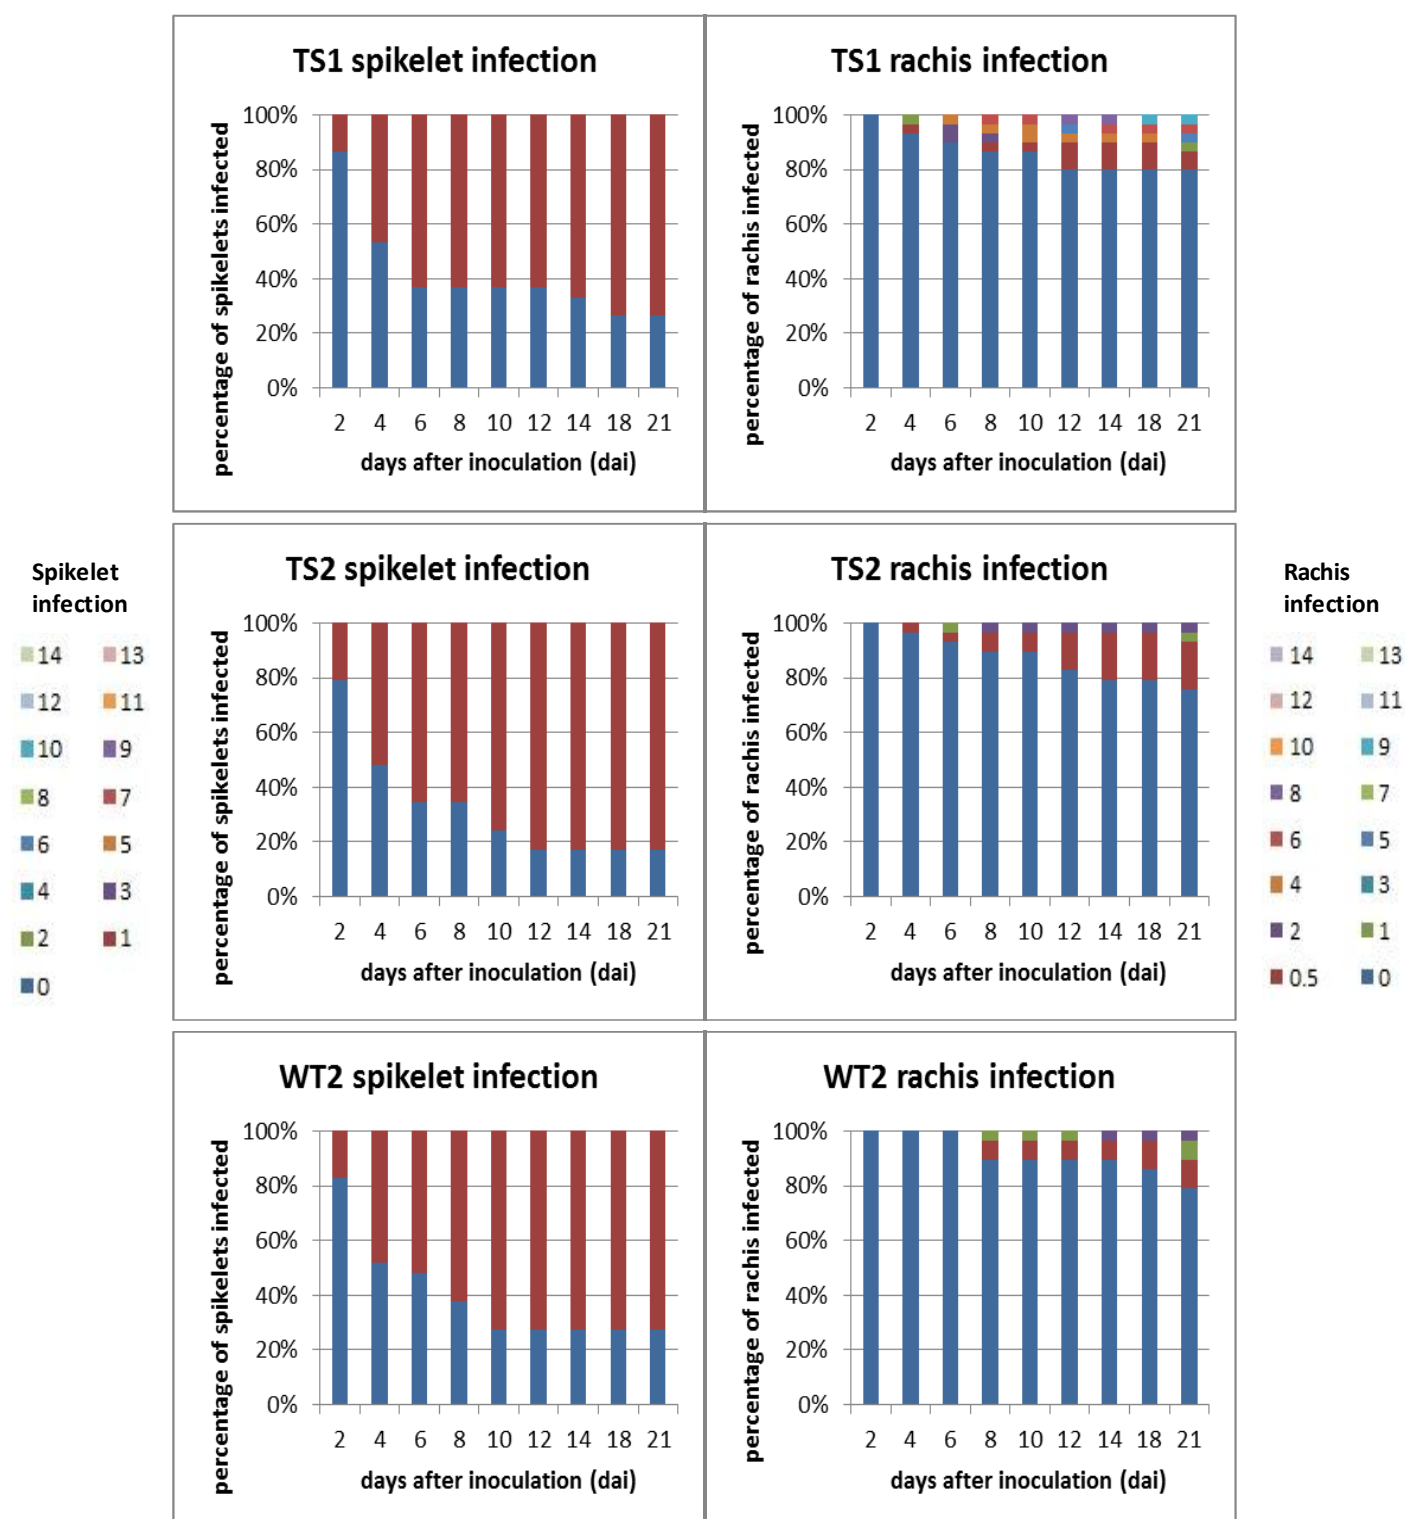 TS1 spikelet infection
percentage of spikelets infected
100%
80%
60%
40%
20%
0%
2 4 6 8 10 12 14 18 21
days after inoculation (dai)
TS1 rachis infection
percentage of rachis infected
100%
80%
60%
40%
20%
0%
2 4 6 8 10 12 14 18 21
days after inoculation (dai)
Spikelet
infection
14 13
12 11
10 9
8 7
6 5
4 3
2 1
0
TS2 spikelet infection
percentage of spikelets infected
100%
80%
60%
40%
20%
0%
2 4 6 8 10 12 14 18 21
days after inoculation (dai)
TS2 rachis infection
percentage of rachis infected
100%
80%
60%
40%
20%
0%
2 4 6 8 10 12 14 18 21
days after inoculation (dai)
Rachis
infection
14 13
12 11
10 9
8 7
6 5
4 3
2 1
0.5 0
WT2 spikelet infection
percentage of spikelets infected
100%
80%
60%
40%
20%
0%
2 4 6 8 10 12 14 18 21
days after inoculation (dai)
WT2 rachis infection
percentage of rachis infected
100%
80%
60%
40%
20%
0%
2 4 6 8 10 12 14 18 21
days after inoculation (dai)